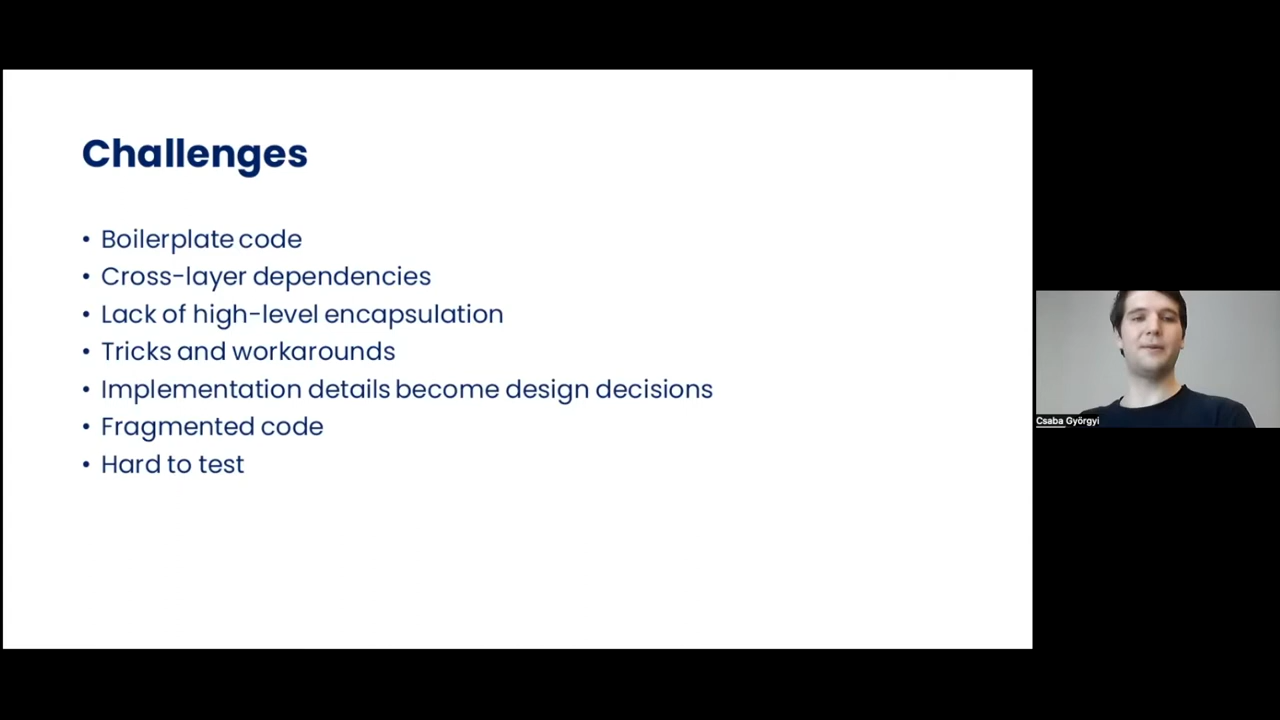 Challenges
• Boilerplate code
• Cross-layer dependencies
• Lack of high-level encapsulation
• Tricks and workarounds
• Implementation details become design decisions
• Fragmented code
• Hard to test
Csaba Györgyi